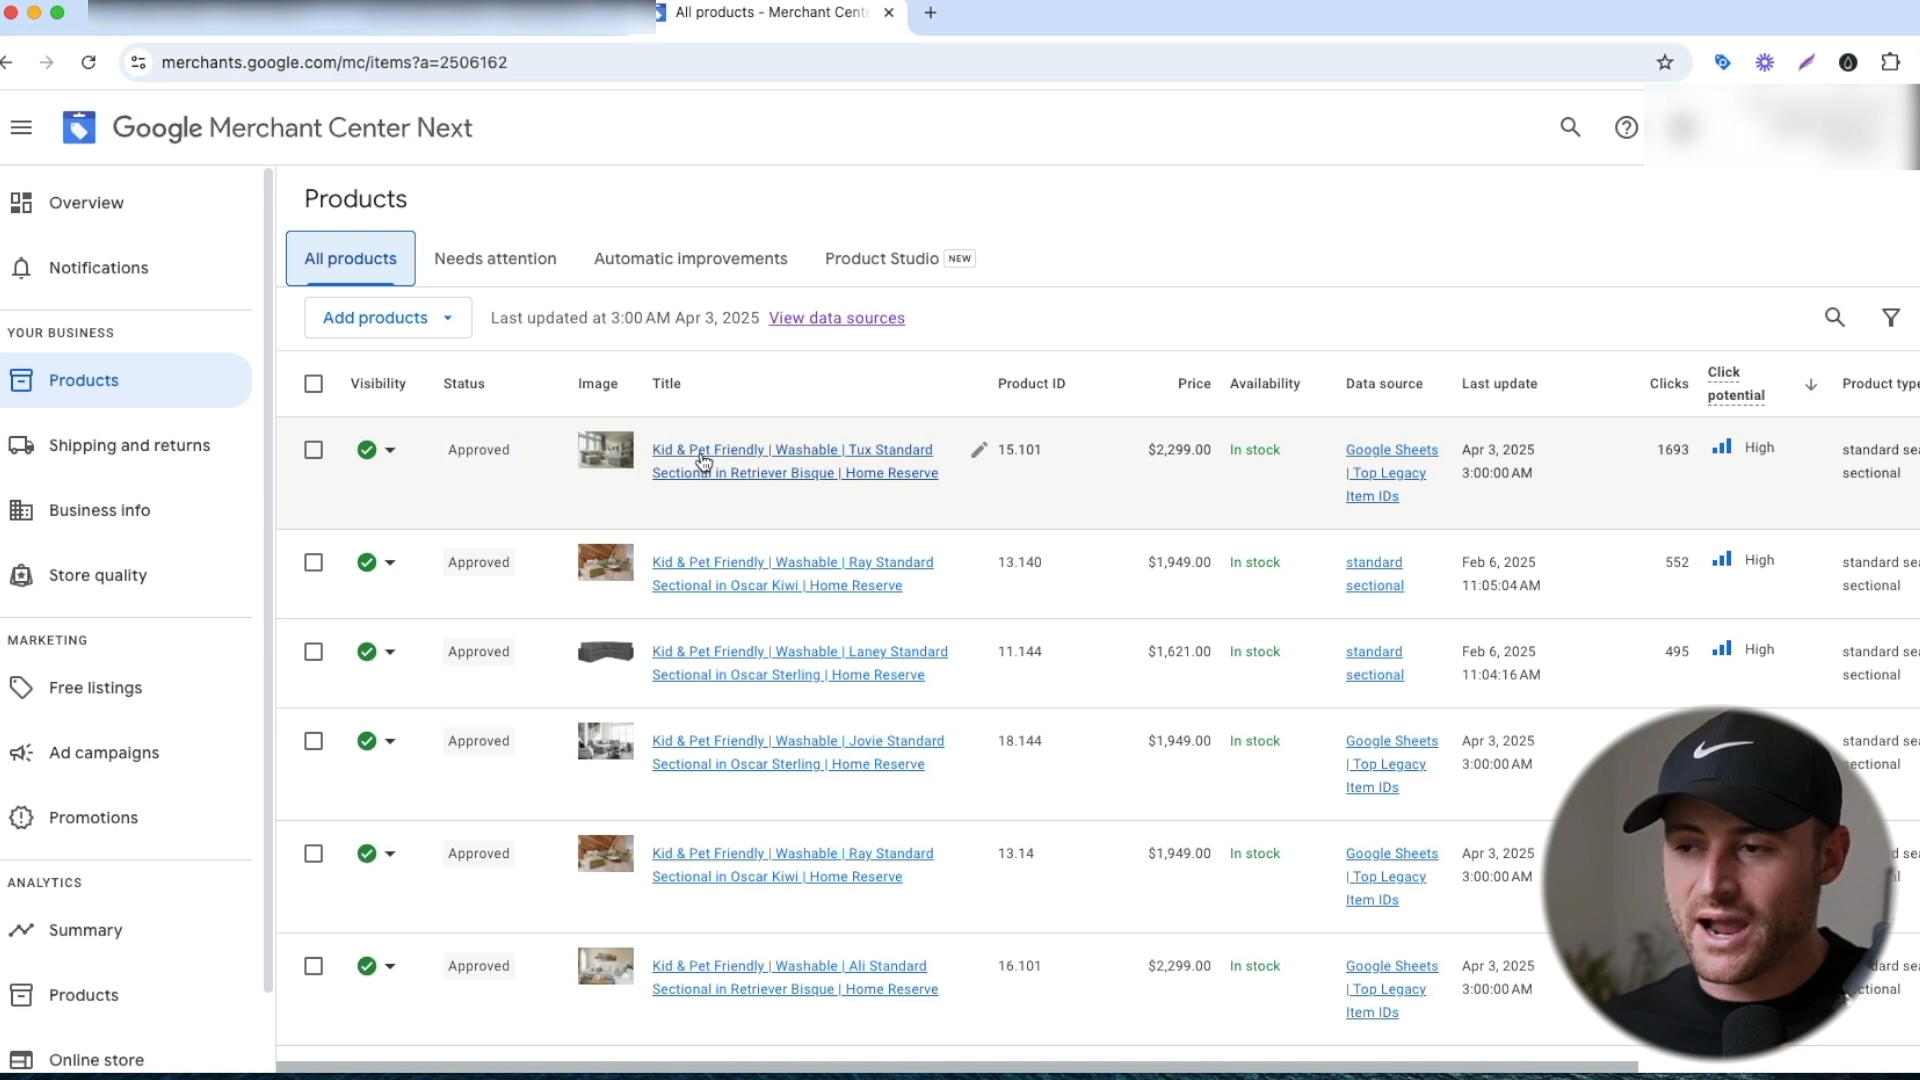 All products - Merchant Cent
merchants.google.com/mc/items?a=2506162
Google Merchant Center Next
Overview
Notifications
YOUR BUSINESS
Products
Shipping and returns
Business info
Store quality
MARKETING
Free listings
Ad campaigns
Promotions
ANALYTICS
Summary
Products
Online store
Products
All products Needs attention Automatic improvements Product Studio NEW
Add products Last updated at 3:00 AM Apr 3, 2025 View data sources
Visibility Status Image Title Product ID Price Availability Data source Last update Clicks Click potential Product type
Approved Kid & Pet Friendly | Washable | Tux Standard 15.101 $2,299.00 In stock Google Sheets Apr 3, 2025 1693 High standard sea
Sectional in Retriever Bisque | Home Reserve | Top Legacy 3:00:00 AM sectional
Item IDs
Approved Kid & Pet Friendly | Washable | Ray Standard 13.140 $1,949.00 In stock standard Feb 6, 2025 552 High standard sea
Sectional in Oscar Kiwi | Home Reserve sectional 11:05:04 AM sectional
Approved Kid & Pet Friendly | Washable | Laney Standard 11.144 $1,621.00 In stock standard Feb 6, 2025 495 High standard sea
Sectional in Oscar Sterling | Home Reserve sectional 11:04:16 AM sectional
Approved Kid & Pet Friendly | Washable | Jovie Standard 18.144 $1,949.00 In stock Google Sheets Apr 3, 2025 standard sea
Sectional in Oscar Sterling | Home Reserve | Top Legacy 3:00:00 AM sectional
Item IDs
Approved Kid & Pet Friendly | Washable | Ray Standard 13.14 $1,949.00 In stock Google Sheets Apr 3, 2025
Sectional in Oscar Kiwi | Home Reserve | Top Legacy 3:00:00 AM
Item IDs
Approved Kid & Pet Friendly | Washable | Ali Standard 16.101 $2,299.00 In stock Google Sheets Apr 3, 2025
Sectional in Retriever Bisque | Home Reserve | Top Legacy 3:00:00 AM
Item IDs